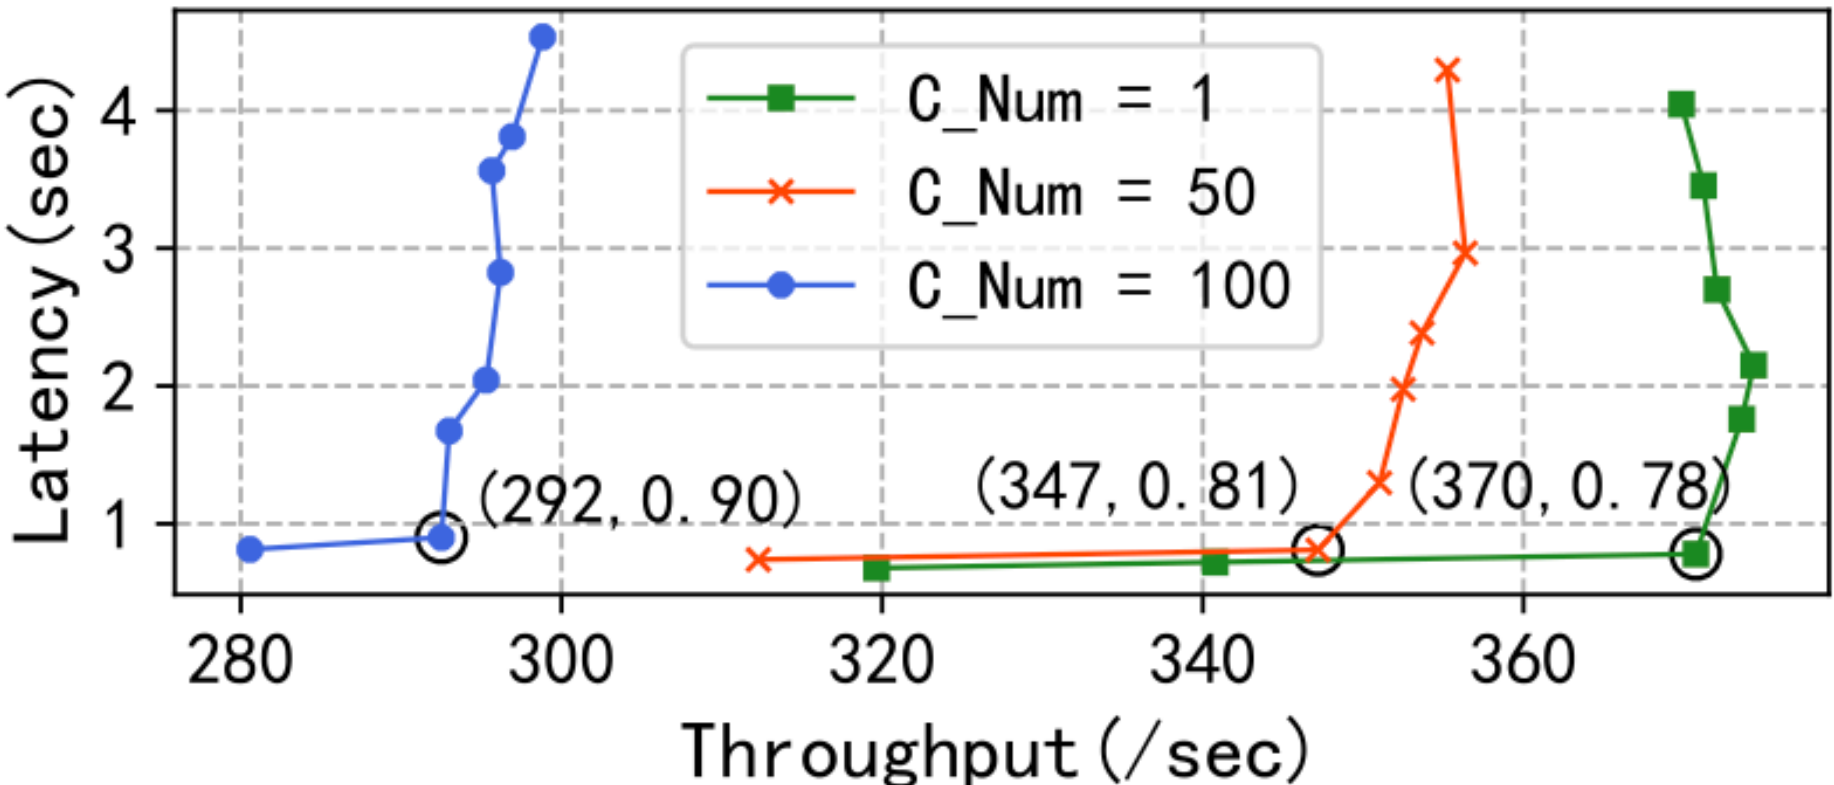 Latency(sec)
4
3
2
1
C_Num = 1
C_Num = 50
C_Num = 100
(292,0.90)
(347,0.81)
(370,0.78)
280
300
320
340
360
Throughput(/sec)